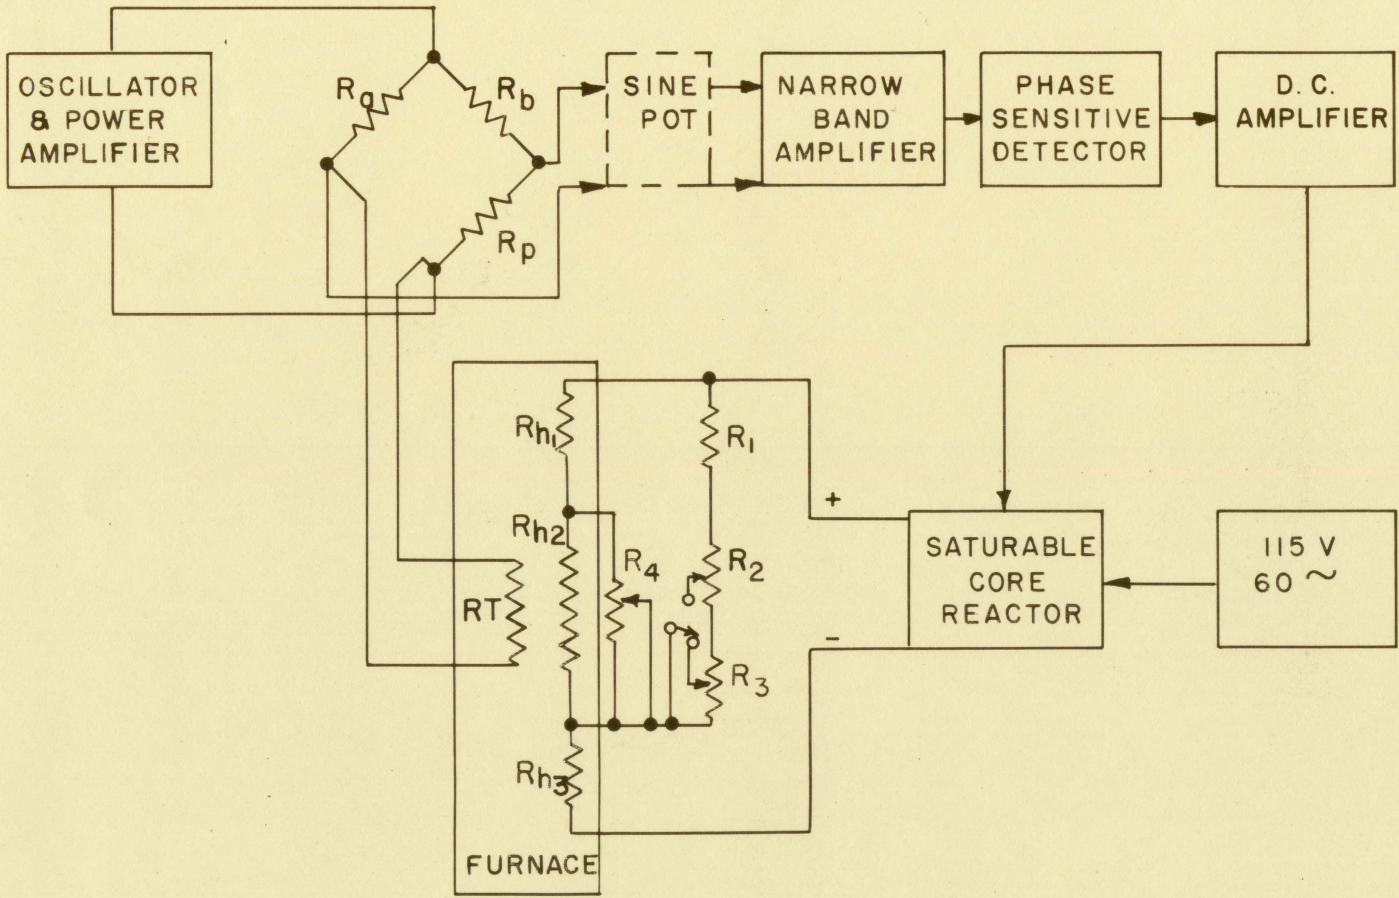 OSCILLATOR
& POWER
AMPLIFIER
Ra
Rb
Rp
SINE
POT
NARROW
BAND
AMPLIFIER
PHASE
SENSITIVE
DETECTOR
D. C.
AMPLIFIER
Rh1
R1
+
Rh2
R4
R2
RT
SATURABLE
CORE
REACTOR
115 V
60 ~
−
R3
Rh3
FURNACE